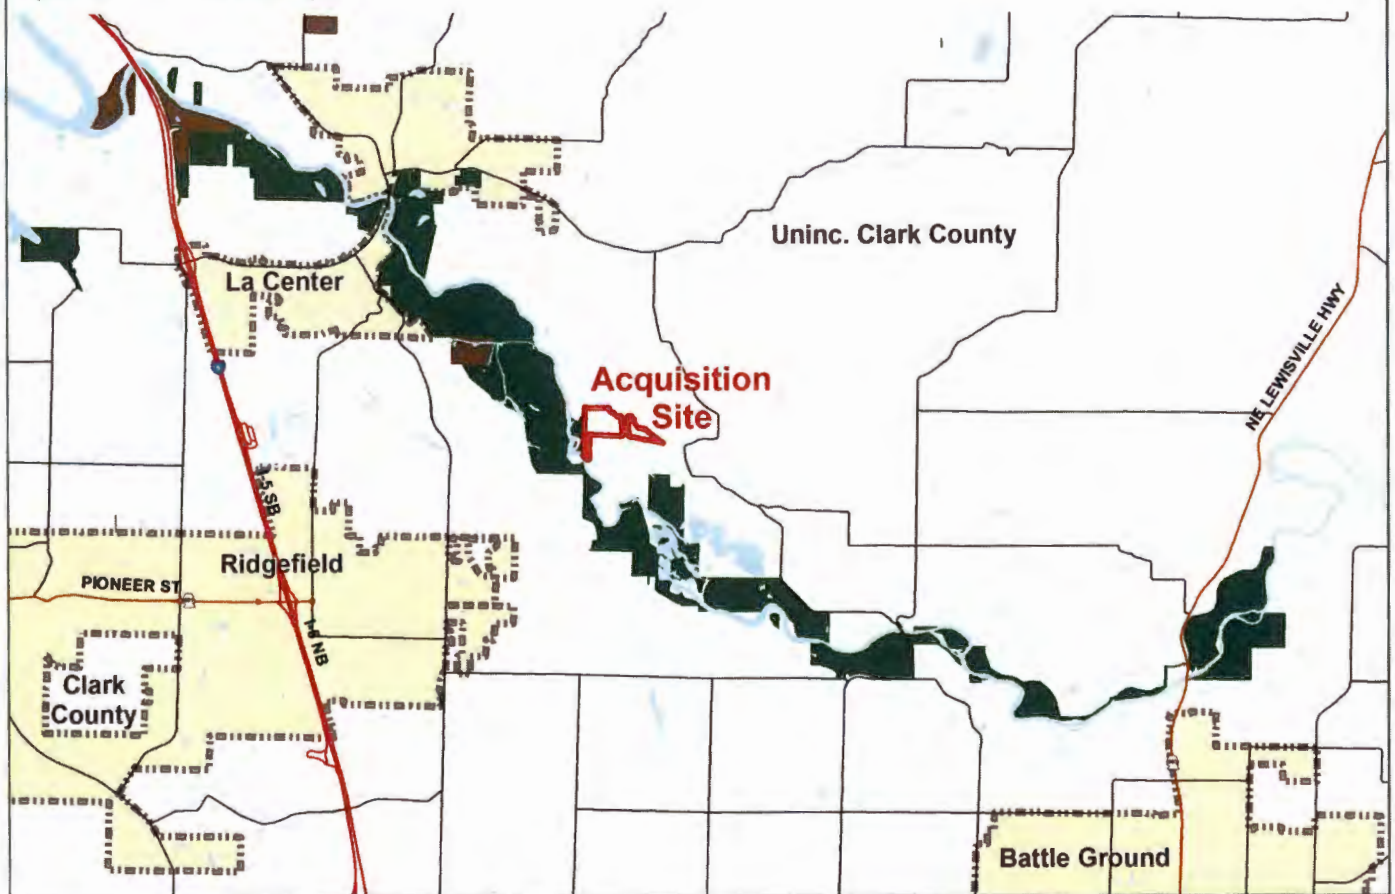 Uninc. Clark County
La Center
NE LEWISVILLE HWY
Acquisition
Site
I-5 SB
Ridgefield
PIONEER ST
I-5 NB
Clark
County
Battle Ground